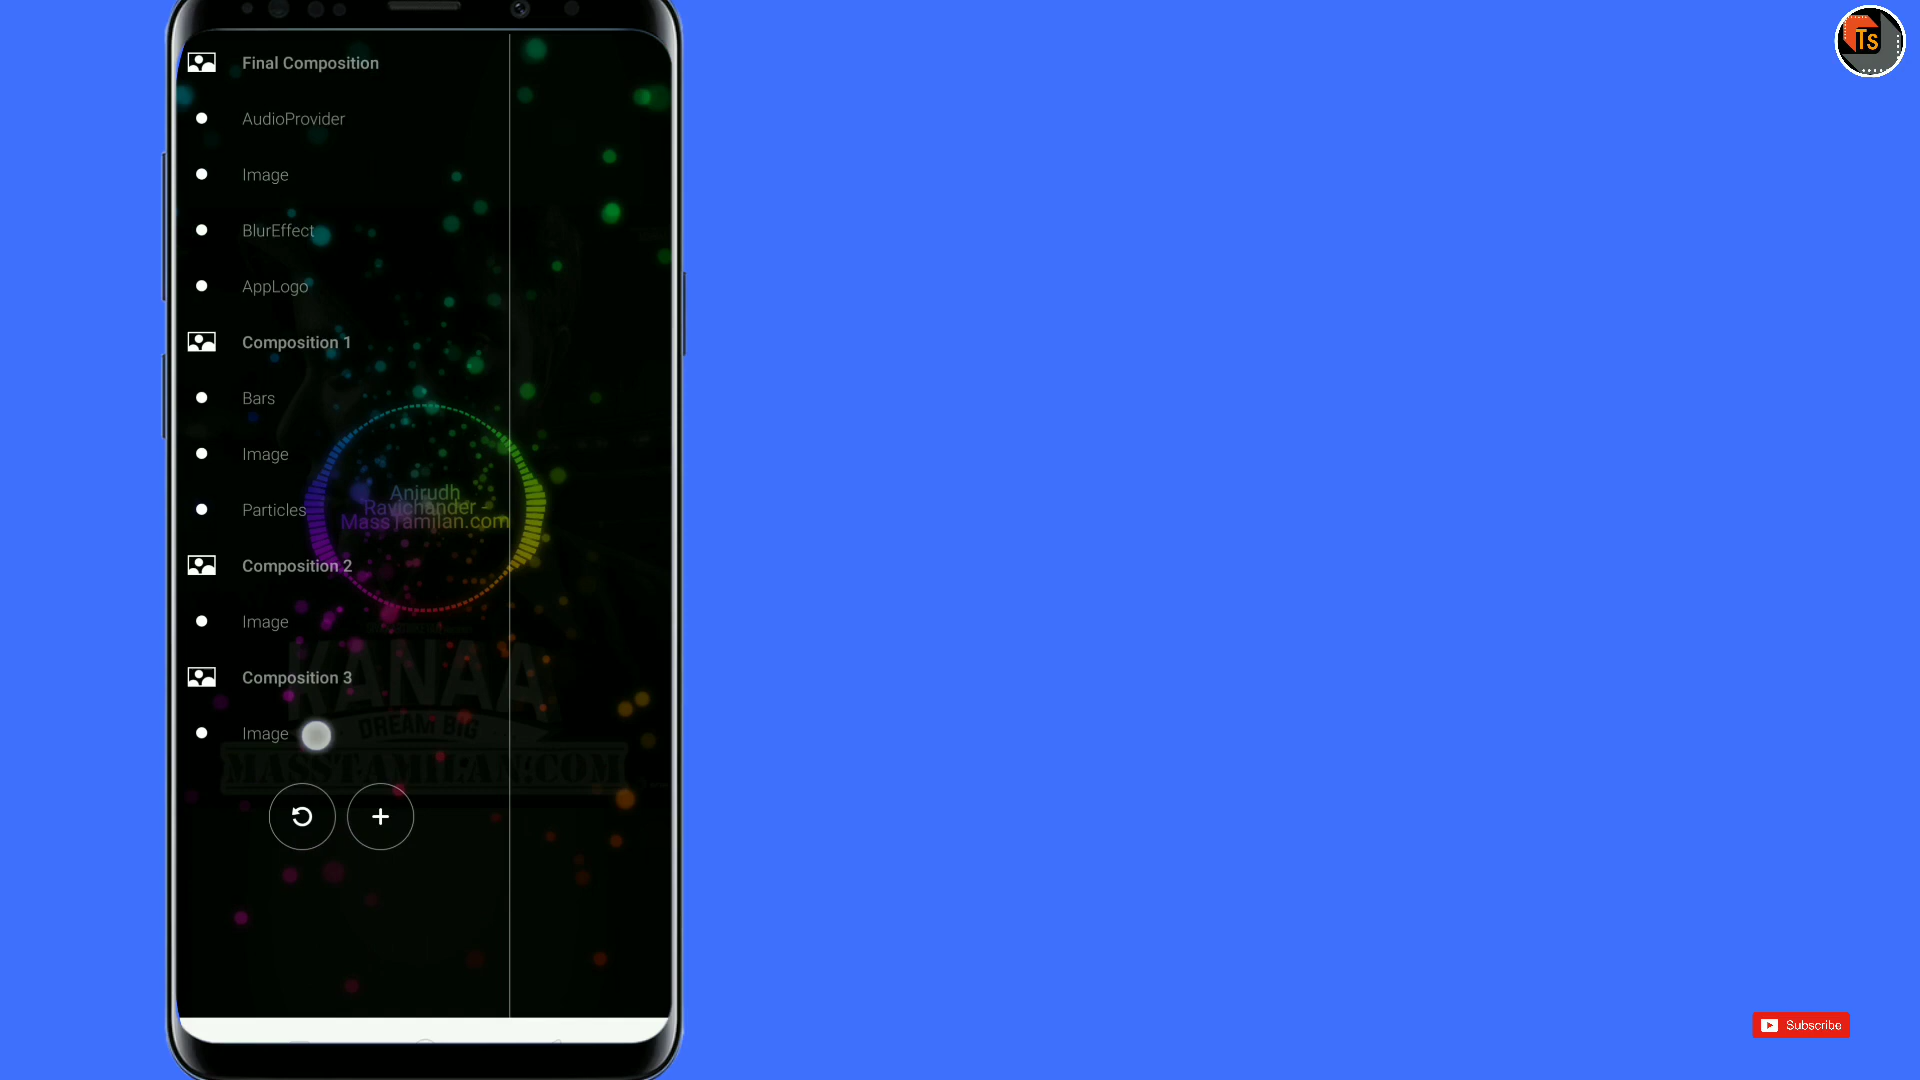 Final Composition
AudioProvider
Image
BlurEffect
AppLogo
Composition 1
Bars
Image
Anirudh
Ravichander -
MassTamilan.com
Particles
Composition 2
Image
KANAA
Composition 3
DREAM BIG
Image
MASSTAMILAN.COM
Ts
Subscribe